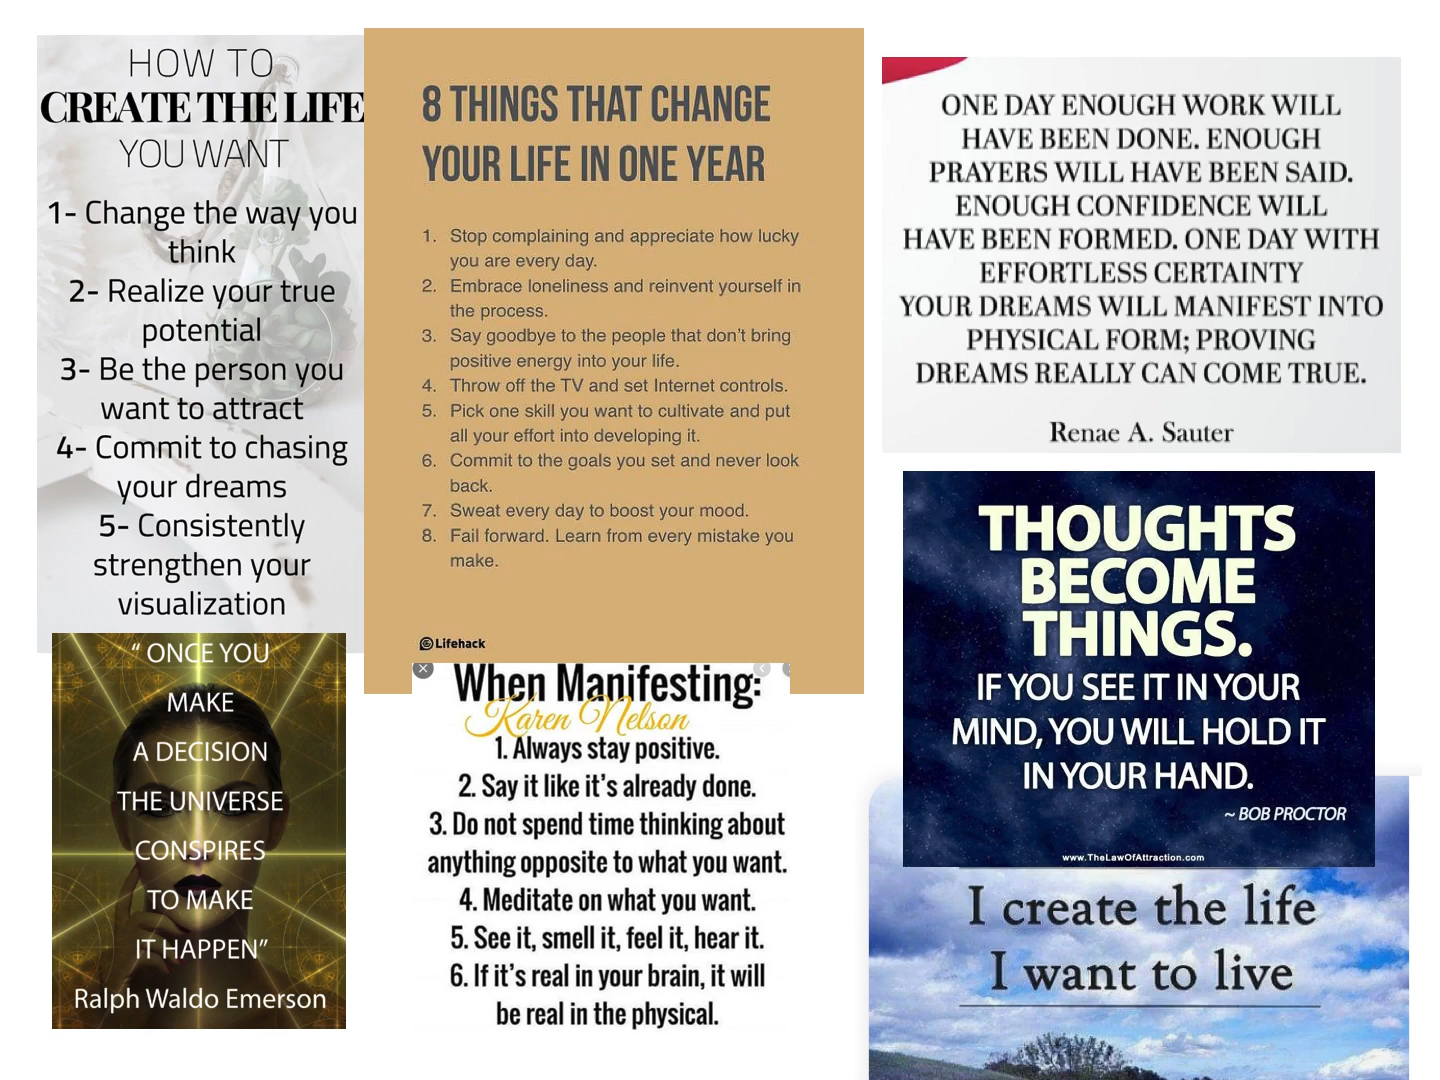 HOW TO
CREATE THE LIFE
YOU WANT
1- Change the way you
think
2- Realize your true
potential
3- Be the person you
want to attract
4- Commit to chasing
your dreams
5- Consistently
strengthen your
visualization
8 THINGS THAT CHANGE
YOUR LIFE IN ONE YEAR
1. Stop complaining and appreciate how lucky
you are every day.
2. Embrace loneliness and reinvent yourself in
the process.
3. Say goodbye to the people that don't bring
positive energy into your life.
4. Throw off the TV and set Internet controls.
5. Pick one skill you want to cultivate and put
all your effort into developing it.
6. Commit to the goals you set and never look
back.
7. Sweat every day to boost your mood.
8. Fail forward. Learn from every mistake you
make.
Lifehack
ONE DAY ENOUGH WORK WILL
HAVE BEEN DONE. ENOUGH
PRAYERS WILL HAVE BEEN SAID.
ENOUGH CONFIDENCE WILL
HAVE BEEN FORMED. ONE DAY WITH
EFFORTLESS CERTAINTY
YOUR DREAMS WILL MANIFEST INTO
PHYSICAL FORM; PROVING
DREAMS REALLY CAN COME TRUE.
Renae A. Sauter
“ ONCE YOU
MAKE
A DECISION
THE UNIVERSE
CONSPIRES
TO MAKE
IT HAPPEN”
Ralph Waldo Emerson
When Manifesting:
Karen Nelson
1. Always stay positive.
2. Say it like it's already done.
3. Do not spend time thinking about
anything opposite to what you want.
4. Meditate on what you want.
5. See it, smell it, feel it, hear it.
6. If it's real in your brain, it will
be real in the physical.
THOUGHTS
BECOME
THINGS.
IF YOU SEE IT IN YOUR
MIND, YOU WILL HOLD IT
IN YOUR HAND.
~ BOB PROCTOR
www.TheLawOfAttraction.com
I create the life
I want to live